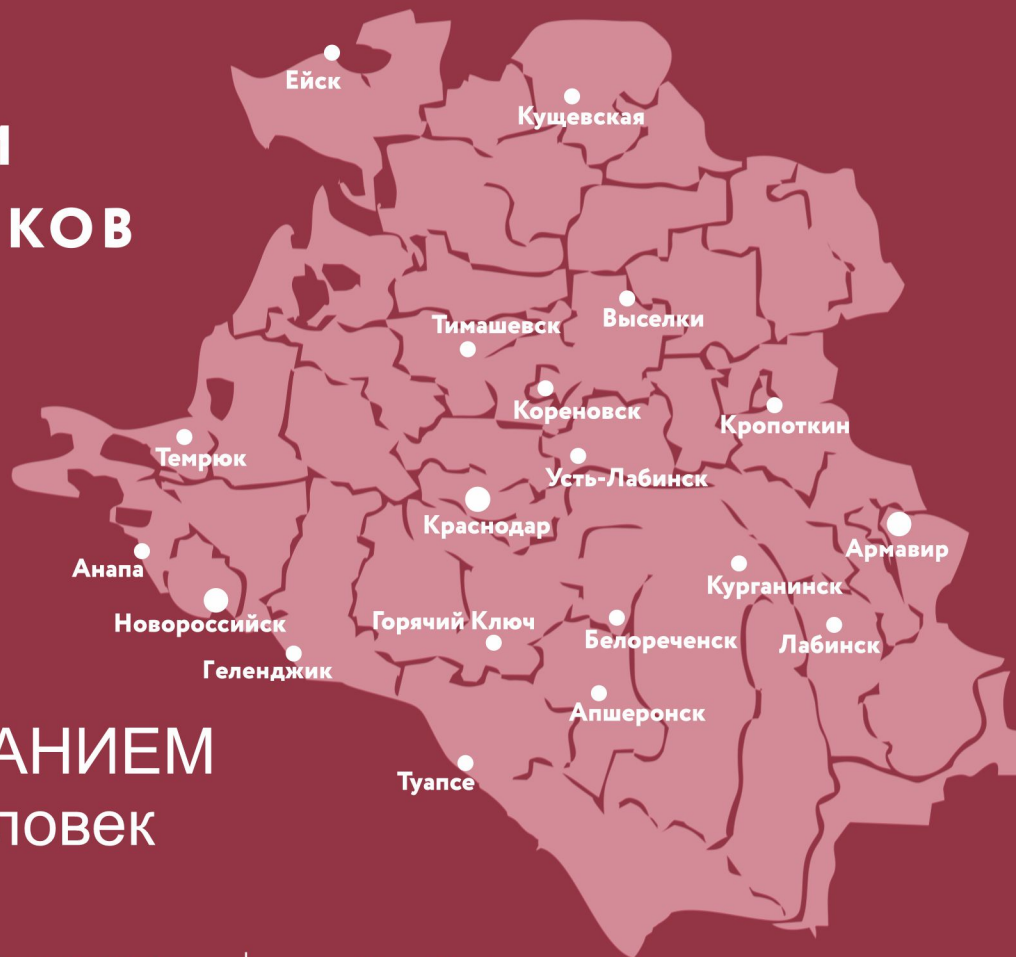 Ейск
Кущевская
КОВ
Тимашевск
Выселки
Кореновск
Кропоткин
Темрюк
Усть-Лабинск
Краснодар
Армавир
Анапа
Курганинск
Новороссийск
Горячий Ключ
Белореченск
Лабинск
Геленджик
Апшеронск
АНИЕМ
Туапсе
ловек